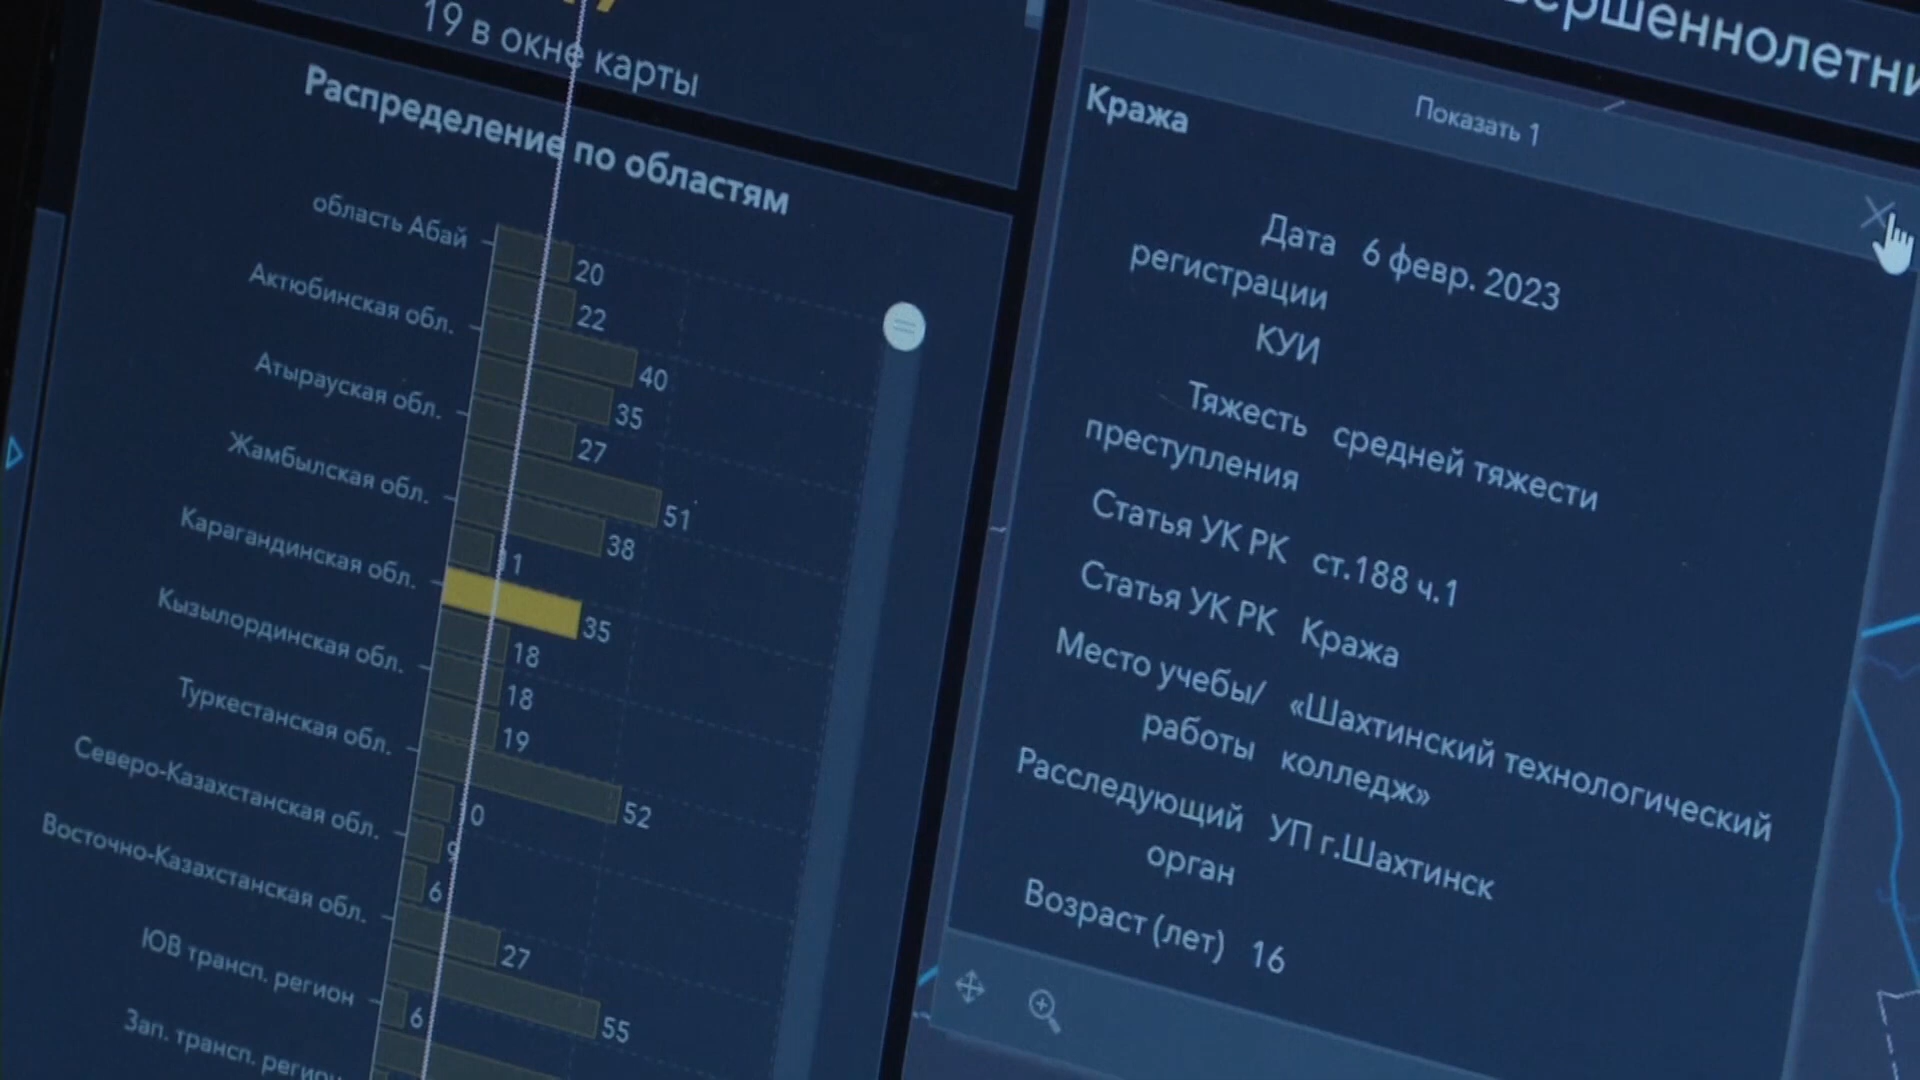 19 в окне карты
Распределение по областям
область Абай
20
22
Актюбинская обл.
40
35
Атырауская обл.
27
51
Жамбылская обл.
38
Карагандинская обл.
35
18
Кызылординская обл.
18
19
Туркестанская обл.
52
Северо-Казахстанская обл.
9
6
Восточно-Казахстанская обл.
27
55
ЮВ трансп. регион
6
Зап. трансп.
Показать 1
Кража
Дата регистрации КУИ 6 февр. 2023
Тяжесть преступления средней тяжести
Статья УК РК ст.188 ч.1
Статья УК РК Кража
Место учебы/ работы «Шахтинский технологический колледж»
Расследующий орган УП г.Шахтинск
Возраст (лет) 16